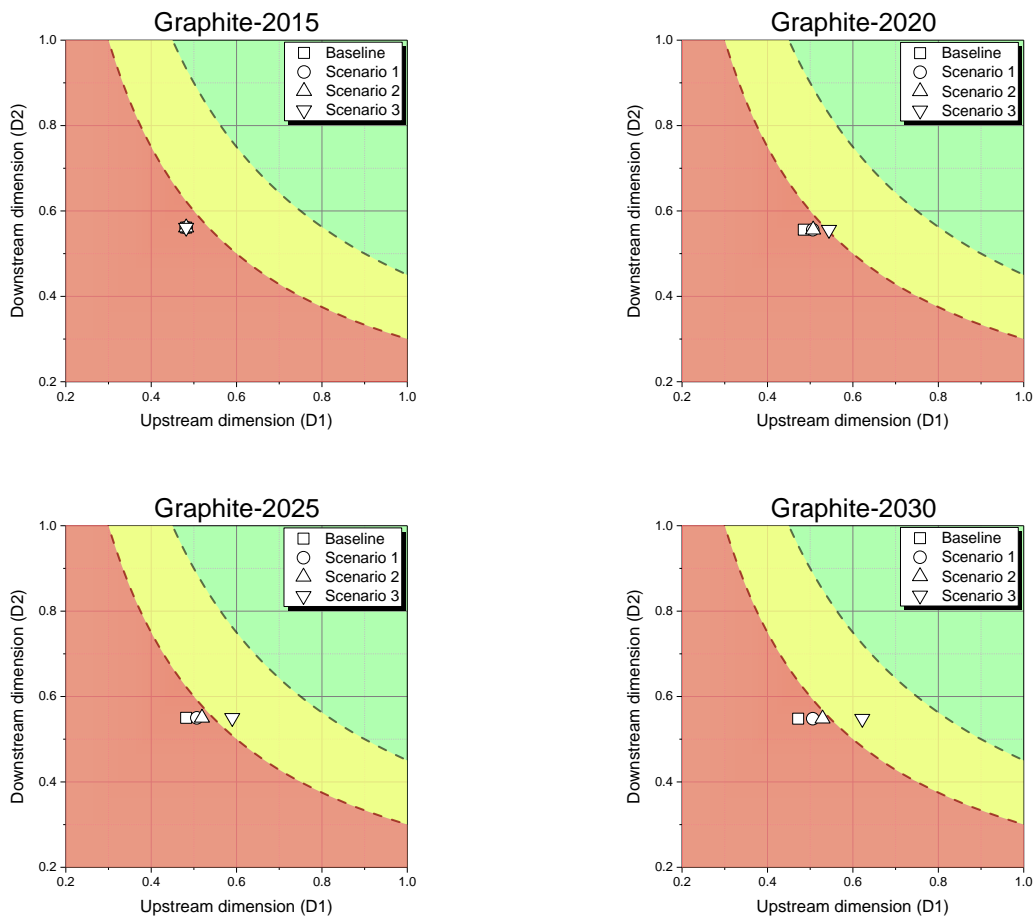 Graphite-2015
Baseline
Scenario 1
Scenario 2
Scenario 3
Downstream dimension (D2)
1.0
0.8
0.6
0.4
0.2
0.2 0.4 0.6 0.8 1.0
Upstream dimension (D1)
Graphite-2020
Baseline
Scenario 1
Scenario 2
Scenario 3
Downstream dimension (D2)
1.0
0.8
0.6
0.4
0.2
0.2 0.4 0.6 0.8 1.0
Upstream dimension (D1)
Graphite-2025
Baseline
Scenario 1
Scenario 2
Scenario 3
Downstream dimension (D2)
1.0
0.8
0.6
0.4
0.2
0.2 0.4 0.6 0.8 1.0
Upstream dimension (D1)
Graphite-2030
Baseline
Scenario 1
Scenario 2
Scenario 3
Downstream dimension (D2)
1.0
0.8
0.6
0.4
0.2
0.2 0.4 0.6 0.8 1.0
Upstream dimension (D1)